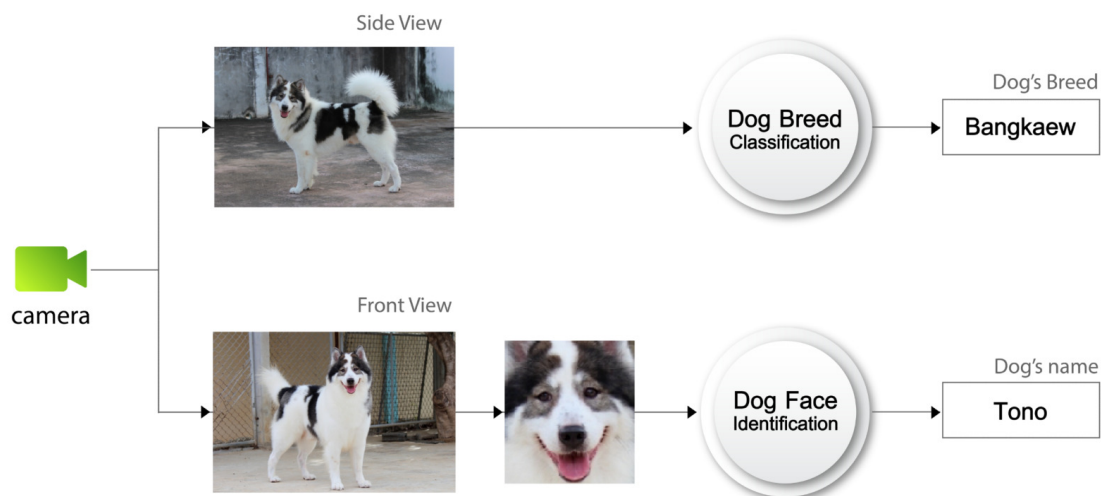 Side View
Dog Breed
Classification
Dog's Breed
Bangkaew
camera
Front View
Dog Face
Identification
Dog's name
Tono